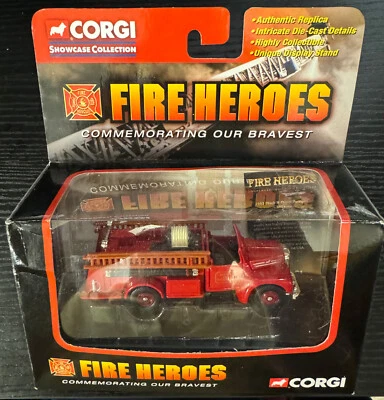 CORGI
SHOWCASE COLLECTION
• Authentic Replica
• Intricate Die-Cast Details
• Highly Collectible
• Unique Display Stand
FIRE HEROES
COMMEMORATING OUR BRAVEST
FIRE HEROES
FIRE HEROES
COMMEMORATING OUR BRAVEST
CORGI